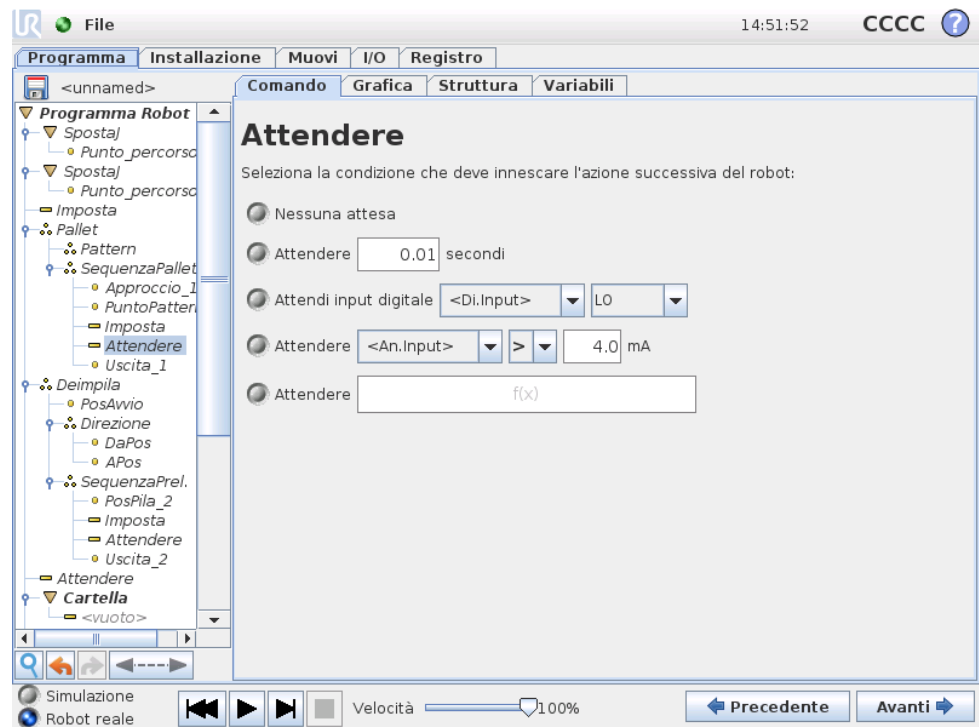 UR File 14:51:52 CCCC ?
Programma Installazione Muovi I/O Registro
<unnamed>
Comando Grafica Struttura Variabili
Programma Robot
SpostaJ
Punto_percorso
SpostaJ
Punto_percorso
Imposta
Pallet
Pattern
SequenzaPallet
Approccio_1
PuntoPatter
Imposta
Attendere
Uscita_1
Deimpila
PosAvvio
Direzione
DaPos
APos
SequenzaPrel.
PosPila_2
Imposta
Attendere
Uscita_2
Attendere
Cartella
<vuoto>
Attendere
Seleziona la condizione che deve innescare l'azione successiva del robot:
Nessuna attesa
Attendere 0.01 secondi
Attendi input digitale <Di.Input> LO
Attendere <An.Input> > 4.0 mA
Attendere f(x)
Simulazione
Robot reale
Velocità 100%
Precedente Avanti